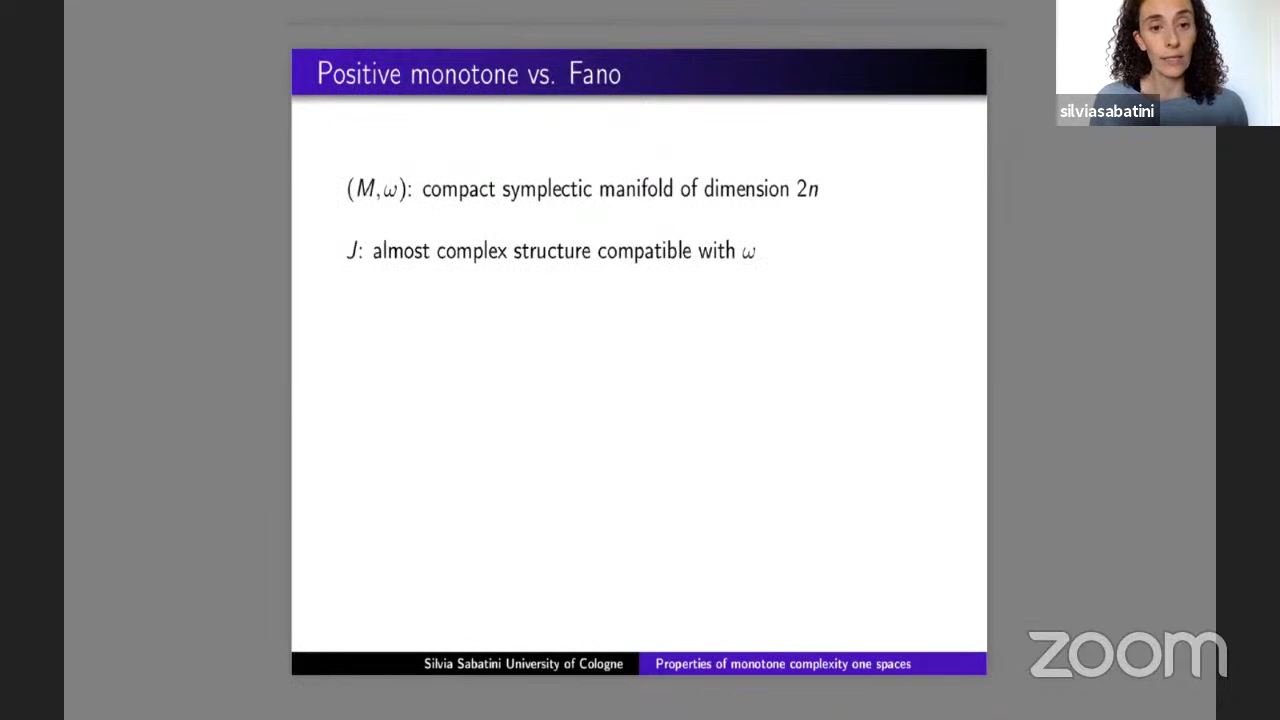 Positive monotone vs. Fano
silviasabatini
(M, ω): compact symplectic manifold of dimension 2n
J: almost complex structure compatible with ω
Silvia Sabatini University of Cologne
Properties of monotone complexity one spaces
zoom